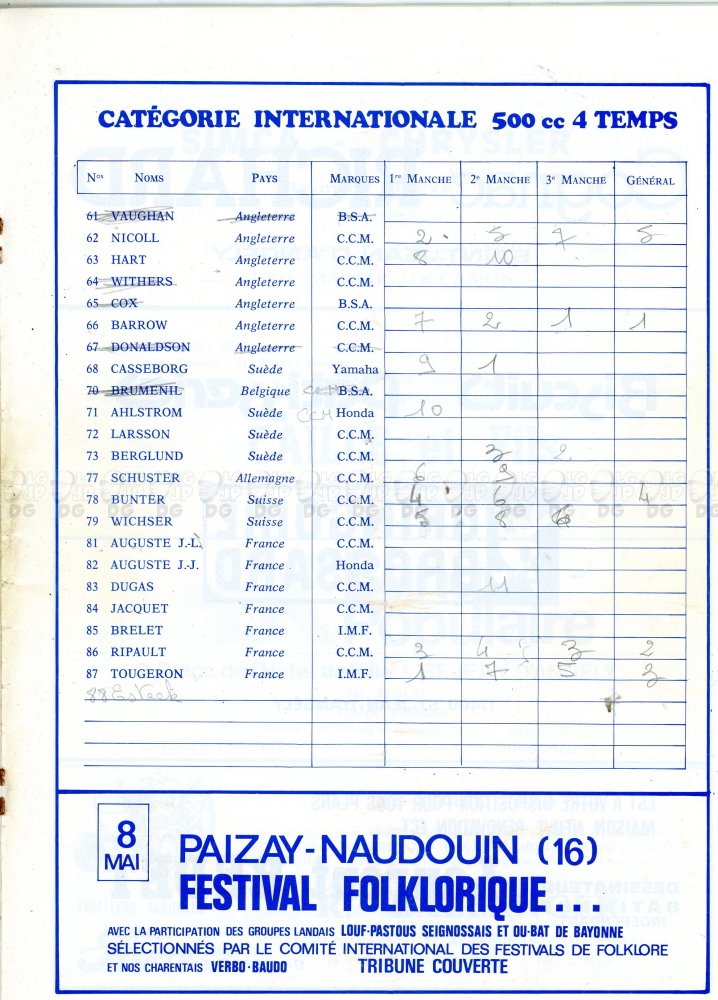 CATÉGORIE INTERNATIONALE 500 cc 4 TEMPS
Nos NOMS PAYS MARQUES 1re MANCHE 2e MANCHE 3e MANCHE GÉNÉRAL
61 VAUGHAN Angleterre B.S.A.
62 NICOLL Angleterre C.C.M. 2 5 7 5
63 HART Angleterre C.C.M. 8 10
64 WITHERS Angleterre C.C.M.
65 COX Angleterre B.S.A.
66 BARROW Angleterre C.C.M. 7 2 1 1
67 DONALDSON Angleterre C.C.M.
68 CASSEBORG Suède Yamaha 9 1
70 BRUMENIL Belgique CCM B.S.A.
71 AHLSTROM Suède CCM Honda 10
72 LARSSON Suède C.C.M.
73 BERGLUND Suède C.C.M. 3 2
77 SCHUSTER Allemagne C.C.M. 6 9
78 BUNTER Suisse C.C.M. 4 6 4
79 WICHSER Suisse C.C.M. 5 8 6
81 AUGUSTE J.-L. France C.C.M.
82 AUGUSTE J.-J. France Honda
83 DUGAS France C.C.M. 11
84 JACQUET France C.C.M.
85 BRELET France I.M.F.
86 RIPAULT France C.C.M. 3 4 3 2
87 TOUGERON France I.M.F. 1 7 5 3
88
8 MAI
PAIZAY-NAUDOUIN (16)
FESTIVAL FOLKLORIQUE...
AVEC LA PARTICIPATION DES GROUPES LANDAIS LOUF-PASTOUS SEIGNOSSAIS ET OU-BAT DE BAYONNE
SÉLECTIONNÉS PAR LE COMITÉ INTERNATIONAL DES FESTIVALS DE FOLKLORE
ET NOS CHARENTAIS VERBO-BAUDO TRIBUNE COUVERTE